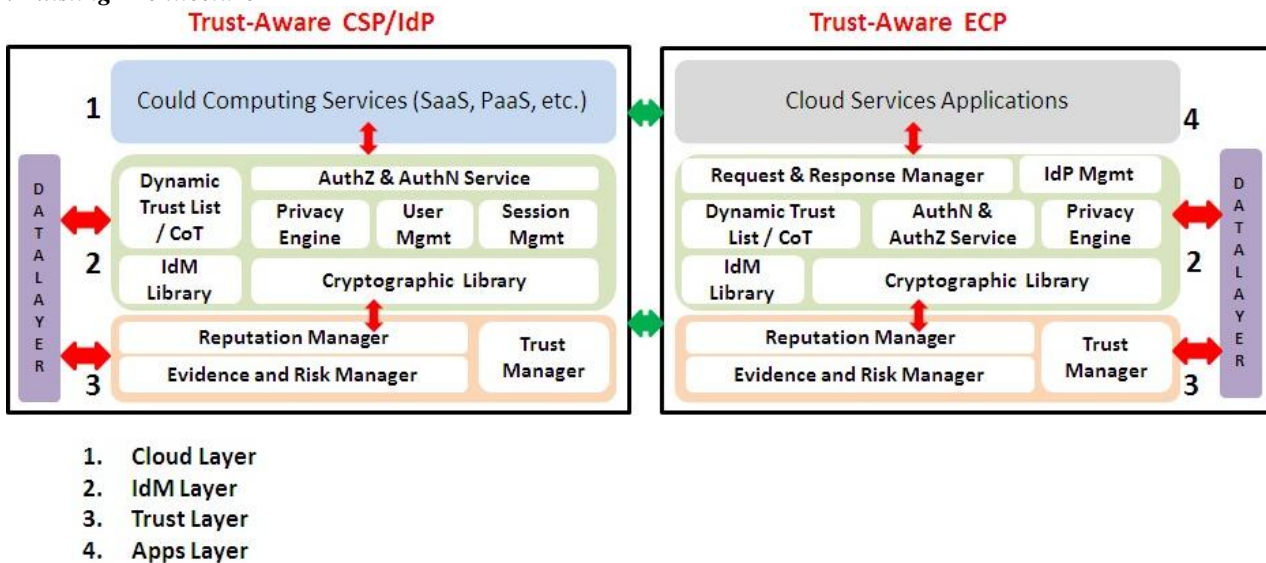 Trust-Aware CSP/IdP
1
Could Computing Services (SaaS, PaaS, etc.)
DATA LAYER
2
Dynamic
Trust List
/ CoT
AuthZ & AuthN Service
Privacy
Engine
User
Mgmt
Session
Mgmt
IdM
Library
Cryptographic Library
3
Reputation Manager
Evidence and Risk Manager
Trust
Manager
Trust-Aware ECP
Cloud Services Applications
4
Request & Response Manager
IdP Mgmt
Dynamic Trust
List / CoT
AuthN &
AuthZ Service
Privacy
Engine
IdM
Library
Cryptographic Library
2
DATA LAYER
Reputation Manager
Evidence and Risk Manager
Trust
Manager
3
1. Cloud Layer
2. IdM Layer
3. Trust Layer
4. Apps Layer